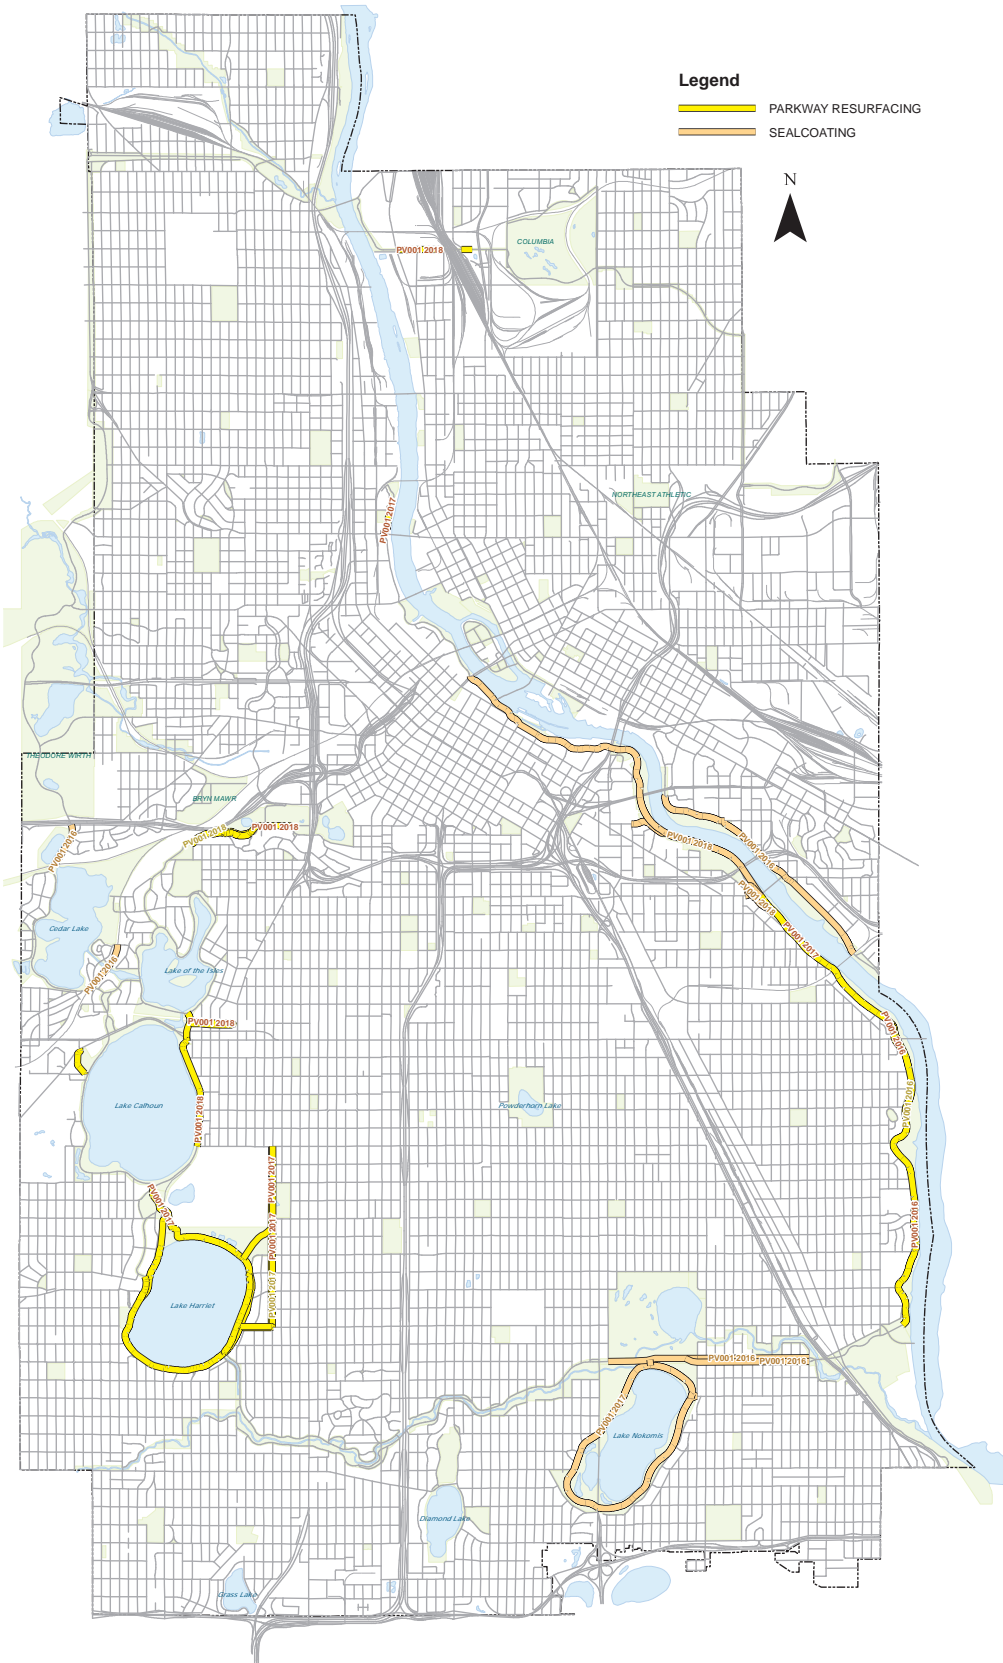 Legend
PARKWAY RESURFACING
SEALCOATING
N
COLUMBIA
PV001 2018
NORTHEAST ATHLETIC
PV001 2017
THEODORE WIRTH
BRYN MAWR
PV001 2018
PV001 2018
PV001 2016
PV001 2018
PV001 2016
PV001 2018
PV001 2017
Cedar Lake
Lake of the Isles
PV001 2016
PV001 2018
PV001 2016
PV001 2016
Lake Calhoun
PV001 2018
Powderhorn Lake
PV001 2017
PV001 2017
PV001 2017
PV001 2016
PV001 2017
Lake Harriet
PV001 2016
PV001 2016
PV001 2017
Lake Nokomis
Diamond Lake
Grass Lake